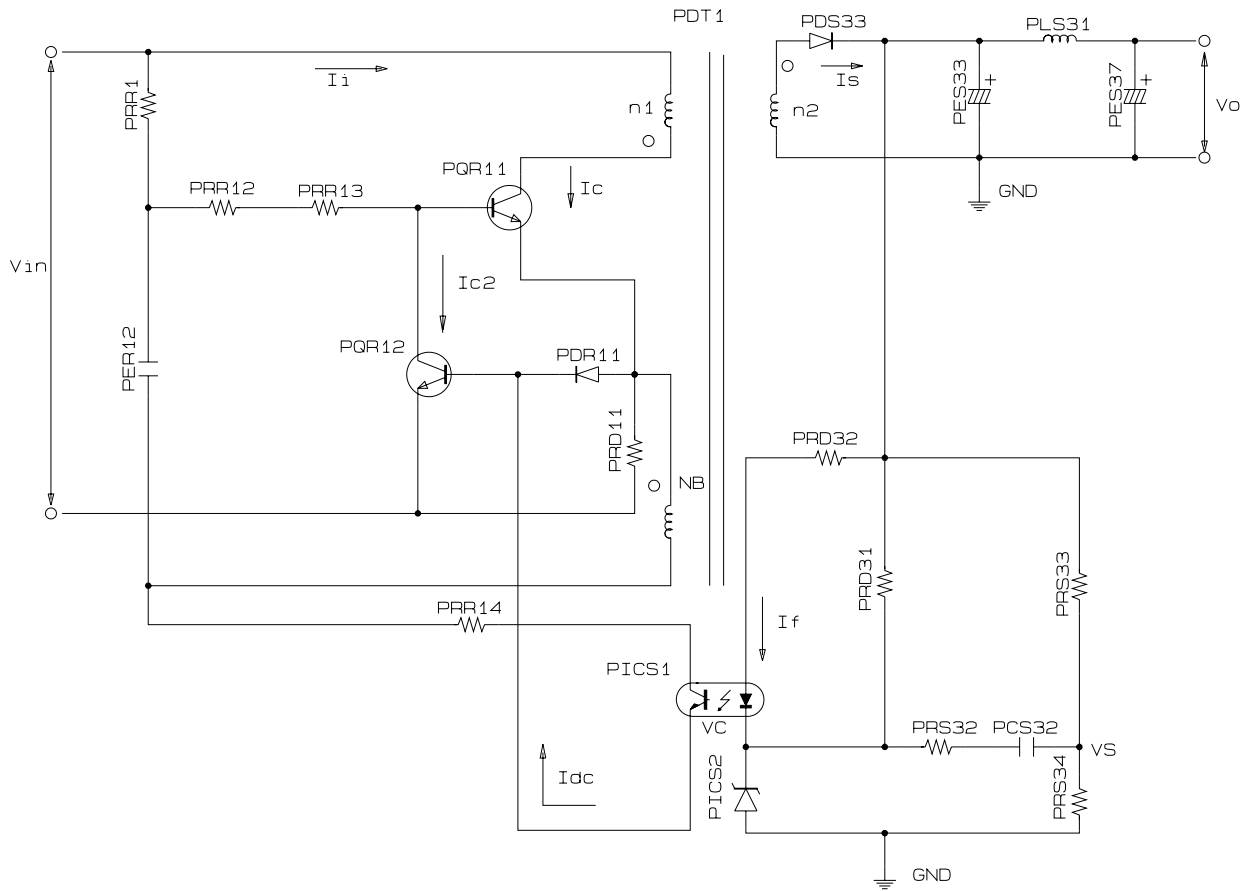 PDT1
PDS33
PLS31
Ii
n1
Is
n2
PES33
+
PES37
+
Vo
PRR1
PQR11
Ic
GND
PRR12
PRR13
Vin
Ic2
PER12
PQR12
PDR11
PRD11
NB
PRD32
PRD31
PRS33
PRR14
If
PICS1
VC
PRS32
PCS32
VS
Idc
PICS2
PRS34
GND